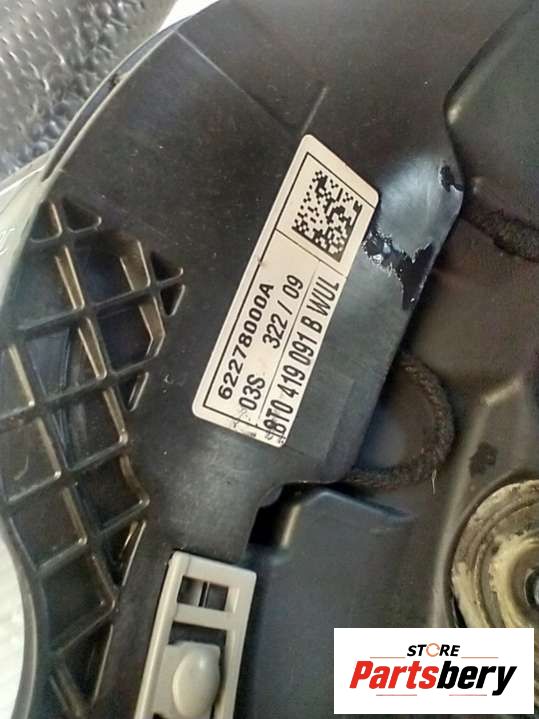 62278000A
03S 322 / 09
8T0 419 091 B WUL
STORE
Partsbery